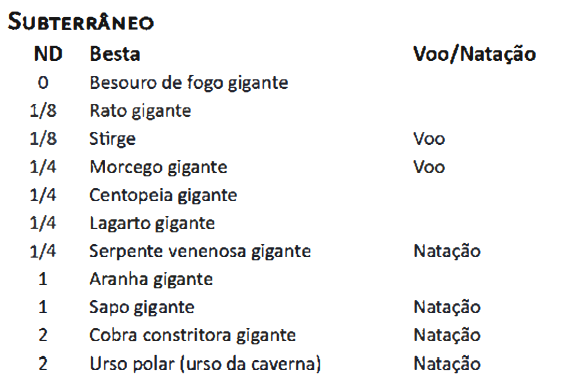 SUBTERRÂNEO
ND Besta Voo/Natação
0 Besouro de fogo gigante
1/8 Rato gigante
1/8 Stirge Voo
1/4 Morcego gigante Voo
1/4 Centopeia gigante
1/4 Lagarto gigante
1/4 Serpente venenosa gigante Natação
1 Aranha gigante
1 Sapo gigante Natação
2 Cobra constritora gigante Natação
2 Urso polar (urso da caverna) Natação